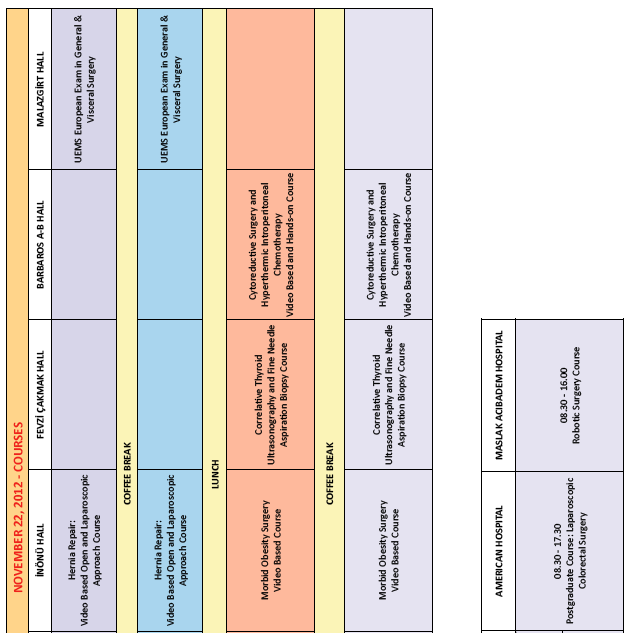 NOVEMBER 22, 2012 - COURSES
İNÖNÜ HALL
FEVZİ ÇAKMAK HALL
BARBAROS A-B HALL
MALAZGİRT HALL
Hernia Repair:
Video Based Open and Laparoscopic
Approach Course
UEMS European Exam in General &
Visceral Surgery
COFFEE BREAK
Hernia Repair:
Video Based Open and Laparoscopic
Approach Course
UEMS European Exam in General &
Visceral Surgery
LUNCH
Morbid Obesity Surgery
Video Based Course
Correlative Thyroid
Ultrasonography and Fine Needle
Aspiration Biopsy Course
Cytoreductive Surgery and
Hyperthermic Introperitoneal
Chemotherapy
Video Based and Hands-on Course
COFFEE BREAK
Morbid Obesity Surgery
Video Based Course
Correlative Thyroid
Ultrasonography and Fine Needle
Aspiration Biopsy Course
Cytoreductive Surgery and
Hyperthermic Introperitoneal
Chemotherapy
Video Based and Hands-on Course
AMERICAN HOSPITAL
MASLAK ACIBADEM HOSPITAL
08.30 - 17.30
Postgraduate Course: Laparoscopic
Colorectal Surgery
08.30 - 16.00
Robotic Surgery Course